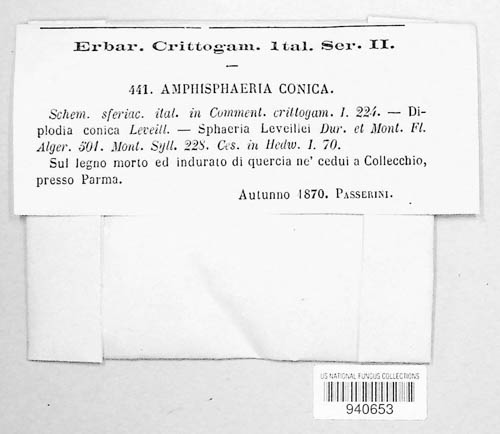 Erbar. Crittogam. Ital. Ser. II.
—
441. AMPHISPHAERIA CONICA.
Schem. sferiac. ital. in Comment. crittogam. I. 224. — Di-
plodia conica Leveill. — Sphaeria Leveillei Dur. et Mont. Fl.
Alger. 501. Mont. Syll. 228. Ces. in Hedw. I. 70.
Sul legno morto ed indurato di quercia ne' cedui a Collecchio,
presso Parma.
Autunno 1870. PASSERINI.
US NATIONAL FUNGUS COLLECTIONS
940653